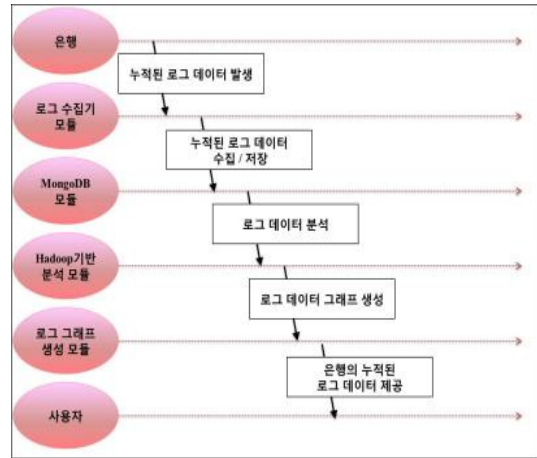 은행
누적된 로그 데이터 발생
로그 수집기
모듈
누적된 로그 데이터
수집 / 저장
MongoDB
모듈
로그 데이터 분석
Hadoop기반
분석 모듈
로그 데이터 그래프 생성
로그 그래프
생성 모듈
은행의 누적된
로그 데이터 제공
사용자